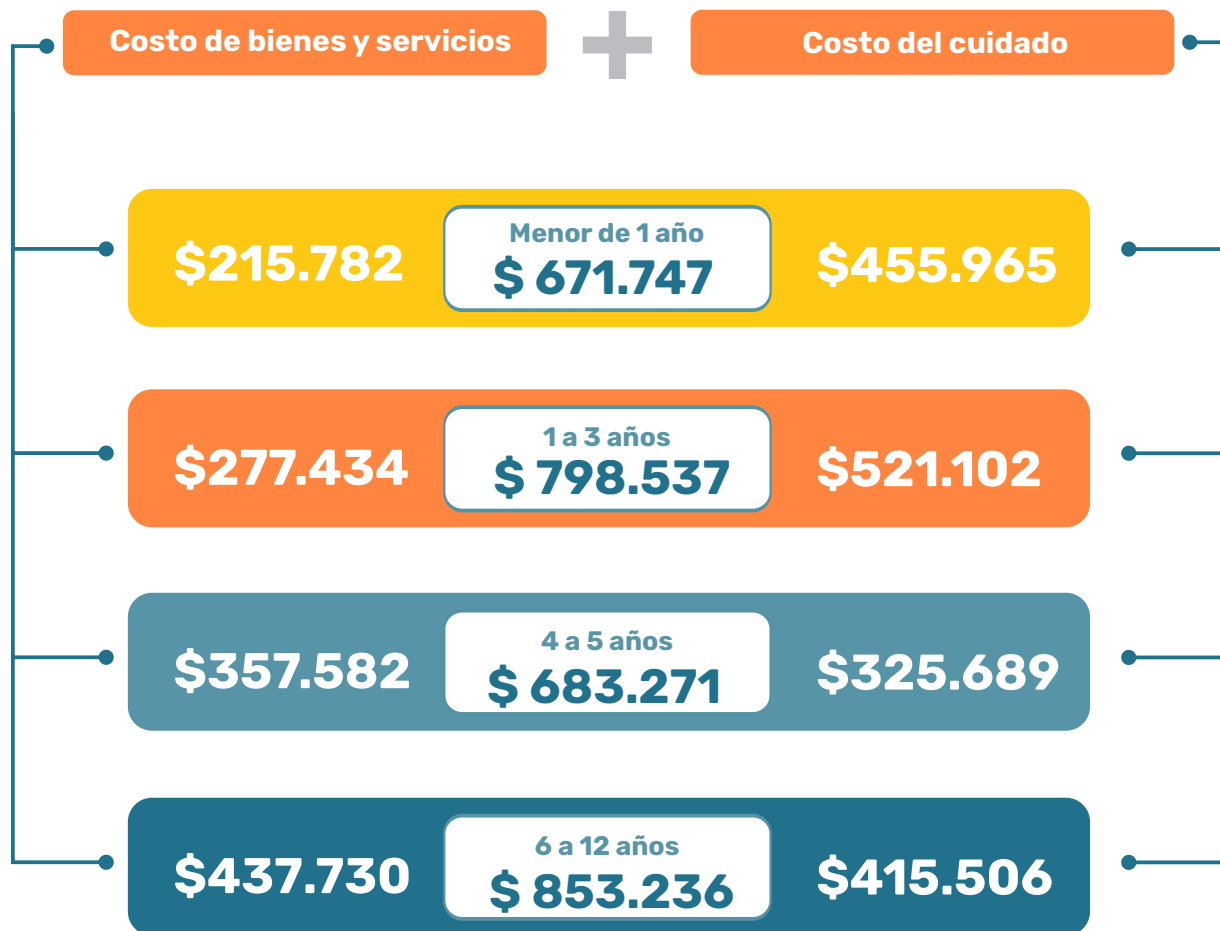 Costo de bienes y servicios
+
Costo del cuidado
$215.782
Menor de 1 año
$ 671.747
$455.965
$277.434
1 a 3 años
$ 798.537
$521.102
$357.582
4 a 5 años
$ 683.271
$325.689
$437.730
6 a 12 años
$ 853.236
$415.506